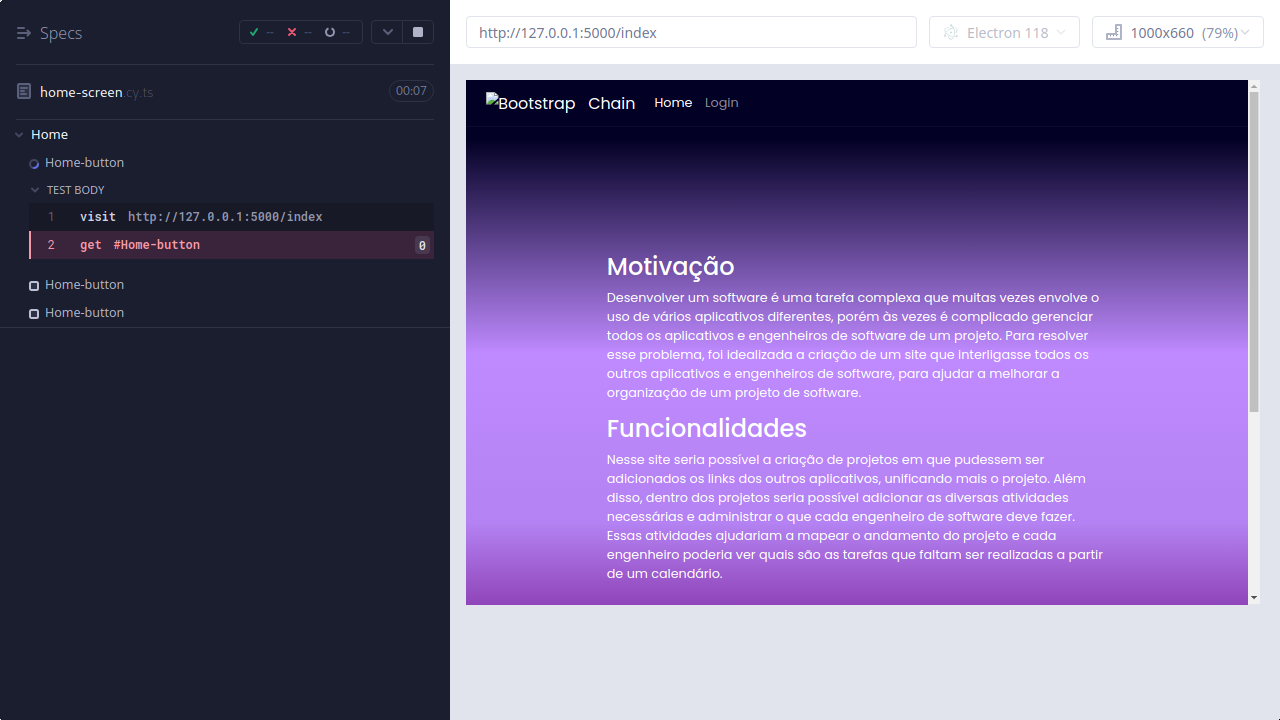 Specs
-- -- --
http://127.0.0.1:5000/index
Electron 118
1000x660 (79%)
home-screen.cy.ts
00:07
Home
Home-button
TEST BODY
1 visit http://127.0.0.1:5000/index
2 get #Home-button 0
Home-button
Home-button
Bootstrap Chain Home Login
Motivação
Desenvolver um software é uma tarefa complexa que muitas vezes envolve o
uso de vários aplicativos diferentes, porém às vezes é complicado gerenciar
todos os aplicativos e engenheiros de software de um projeto. Para resolver
esse problema, foi idealizada a criação de um site que interligasse todos os
outros aplicativos e engenheiros de software, para ajudar a melhorar a
organização de um projeto de software.
Funcionalidades
Nesse site seria possível a criação de projetos em que pudessem ser
adicionados os links dos outros aplicativos, unificando mais o projeto. Além
disso, dentro dos projetos seria possível adicionar as diversas atividades
necessárias e administrar o que cada engenheiro de software deve fazer.
Essas atividades ajudariam a mapear o andamento do projeto e cada
engenheiro poderia ver quais são as tarefas que faltam ser realizadas a partir
de um calendário.